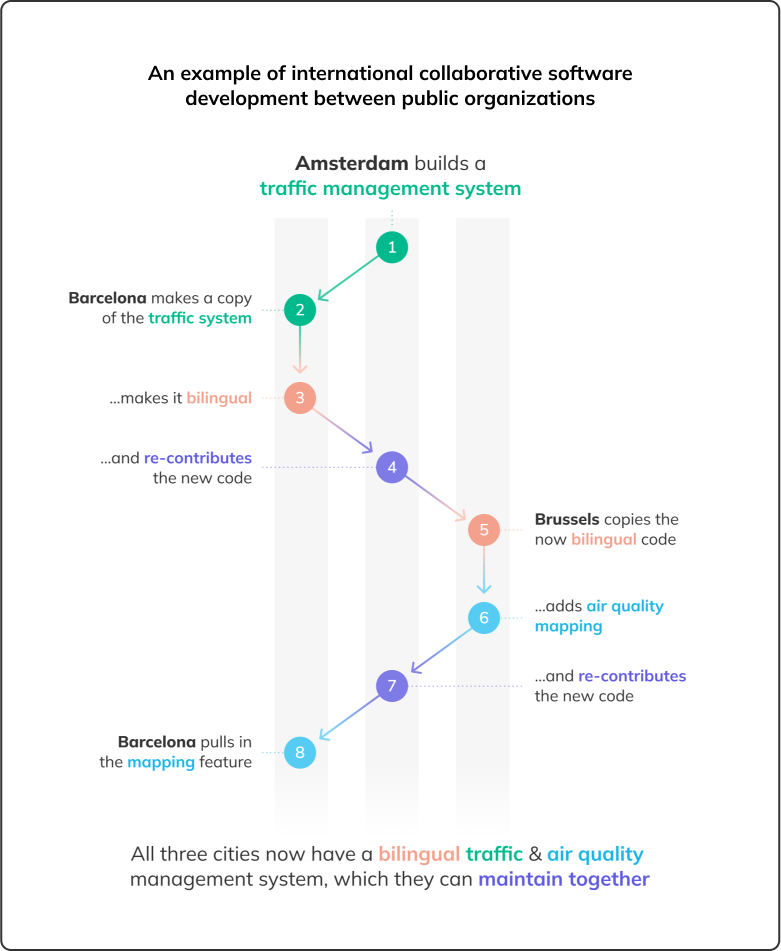 An example of international collaborative software
development between public organizations
Amsterdam builds a
traffic management system
1
Barcelona makes a copy
of the traffic system
2
...makes it bilingual
3
...and re-contributes
the new code
4
5
Brussels copies the
now bilingual code
6
...adds air quality
mapping
7
...and re-contributes
the new code
Barcelona pulls in
the mapping feature
8
All three cities now have a bilingual traffic & air quality
management system, which they can maintain together